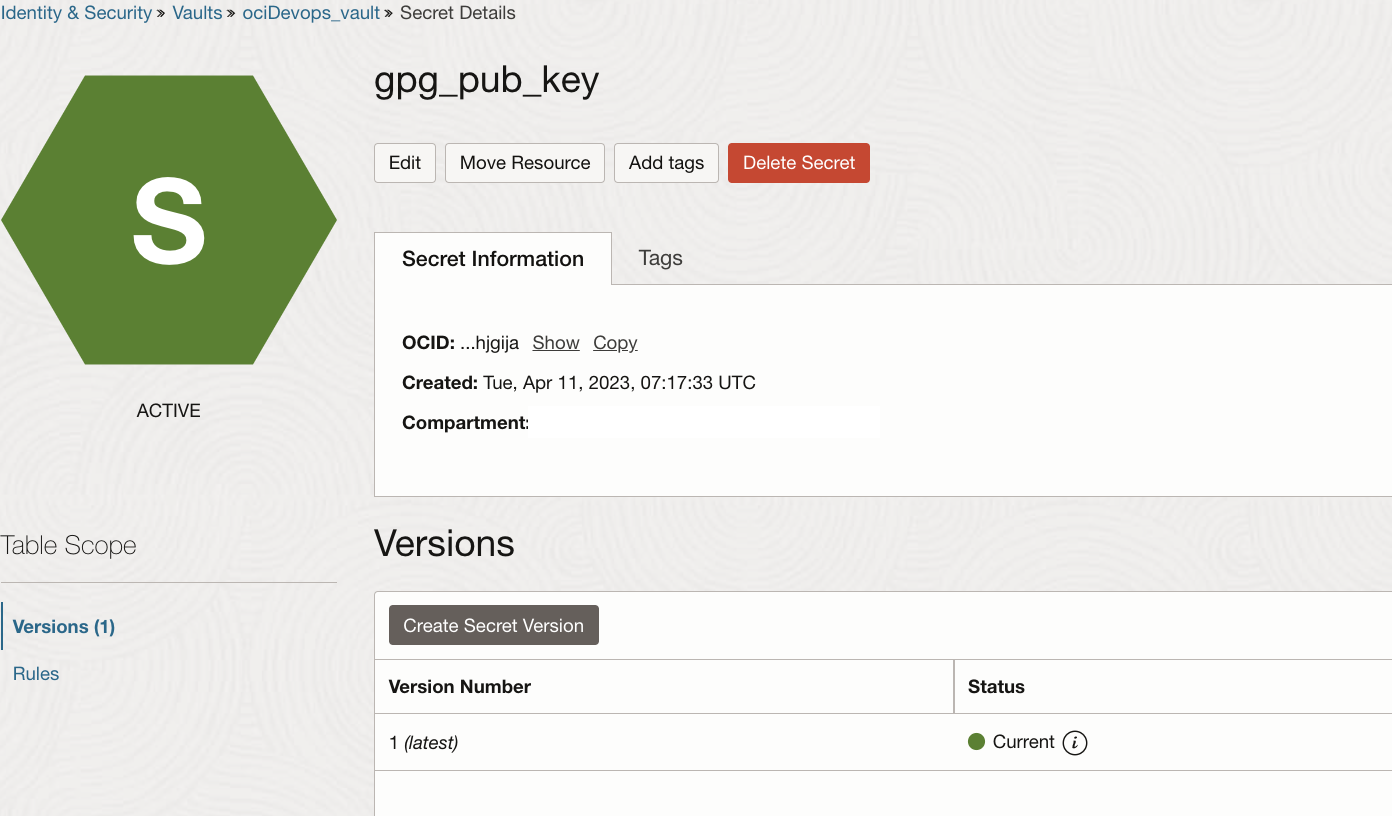 Identity & Security » Vaults » ociDevops_vault » Secret Details
S
ACTIVE
gpg_pub_key
Edit Move Resource Add tags Delete Secret
Secret Information Tags
OCID: ...hjgija Show Copy
Created: Tue, Apr 11, 2023, 07:17:33 UTC
Compartment:
Table Scope
Versions (1)
Rules
Versions
Create Secret Version
Version Number Status
1 (latest) Current i